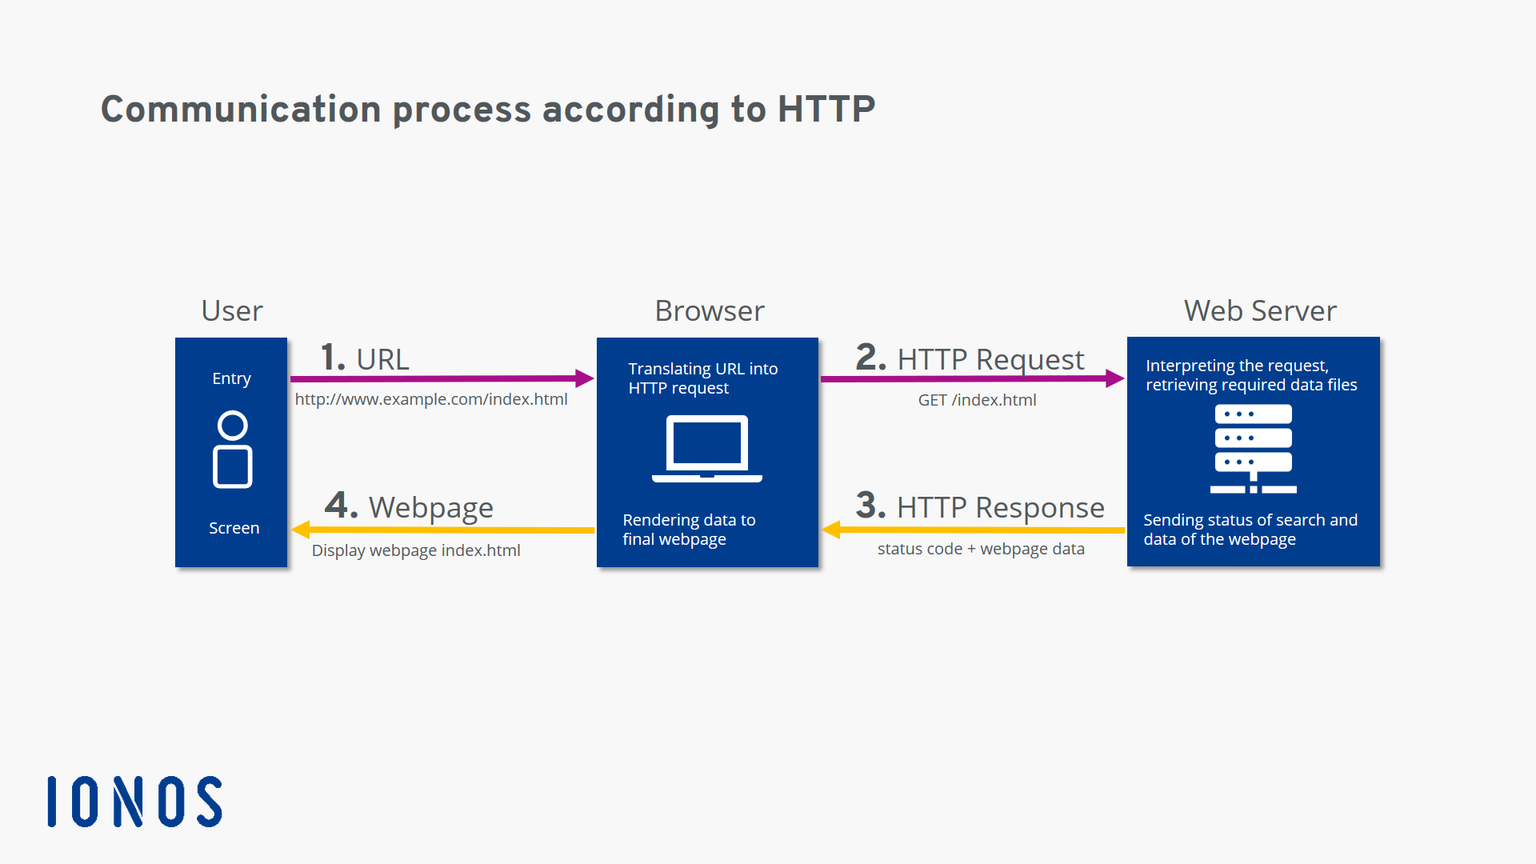 Communication process according to HTTP
User
Browser
Web Server
Entry
Screen
1. URL
http://www.example.com/index.html
4. Webpage
Display webpage index.html
Translating URL into
HTTP request
Rendering data to
final webpage
2. HTTP Request
GET /index.html
3. HTTP Response
status code + webpage data
Interpreting the request,
retrieving required data files
Sending status of search and
data of the webpage
IONOS